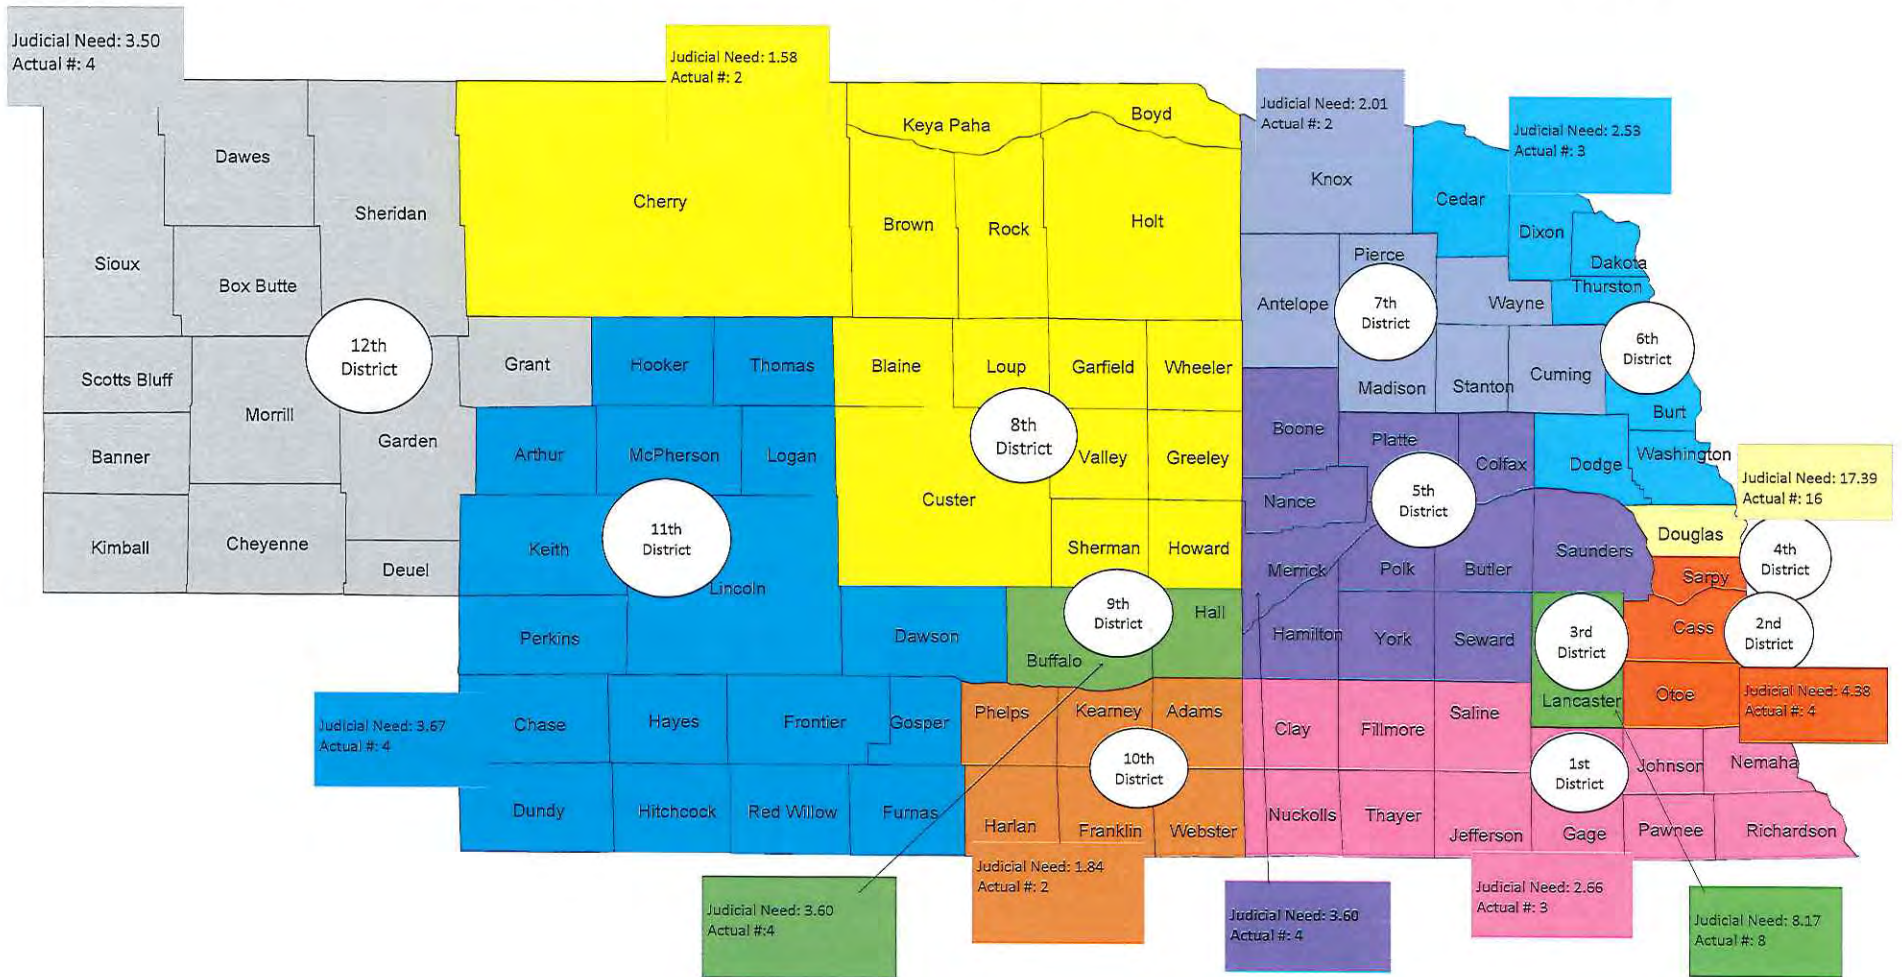 Judicial Need: 3.50
Actual #: 4
Judicial Need: 1.58
Actual #: 2
Judicial Need: 2.01
Actual #: 2
Judicial Need: 2.53
Actual #: 3
Dawes
Sheridan
Sioux
Box Butte
Cherry
Keya Paha
Boyd
Brown
Rock
Holt
Knox
Cedar
Dixon
Dakota
Thurston
Pierce
Antelope
7th
District
Wayne
6th
District
12th
District
Scotts Bluff
Morrill
Grant
Hooker
Thomas
Blaine
Loup
Garfield
Wheeler
Madison
Stanton
Cuming
Burt
Banner
Garden
Arthur
McPherson
Logan
8th
District
Valley
Greeley
Custer
Boone
Platte
Colfax
Dodge
Washington
Nance
5th
District
Judicial Need: 17.39
Actual #: 16
Kimball
Cheyenne
Deuel
Keith
11th
District
Lincoln
Sherman
Howard
Merrick
Polk
Butler
Saunders
Douglas
4th
District
Sarpy
Perkins
Dawson
Buffalo
9th
District
Hall
Hamilton
York
Seward
3rd
District
Lancaster
Cass
2nd
District
Otoe
Judicial Need: 4.38
Actual #: 4
Judicial Need: 3.67
Actual #: 4
Chase
Hayes
Frontier
Gosper
Phelps
Kearney
Adams
10th
District
Clay
Fillmore
Saline
1st
District
Johnson
Nemaha
Dundy
Hitchcock
Red Willow
Furnas
Harlan
Franklin
Webster
Nuckolls
Thayer
Jefferson
Gage
Pawnee
Richardson
Judicial Need: 3.60
Actual #:4
Judicial Need: 1.84
Actual #: 2
Judicial Need: 3.60
Actual #: 4
Judicial Need: 2.66
Actual #: 3
Judicial Need: 8.17
Actual #: 8